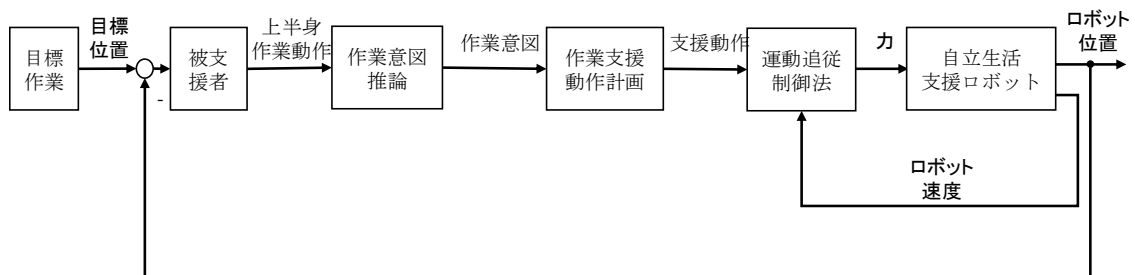 目標
作業
目標
位置
-
被支
援者
上半身
作業動作
作業意図
推論
作業意図
作業支援
動作計画
支援動作
運動追従
制御法
力
自立生活
支援ロボット
ロボット
位置
ロボット
速度